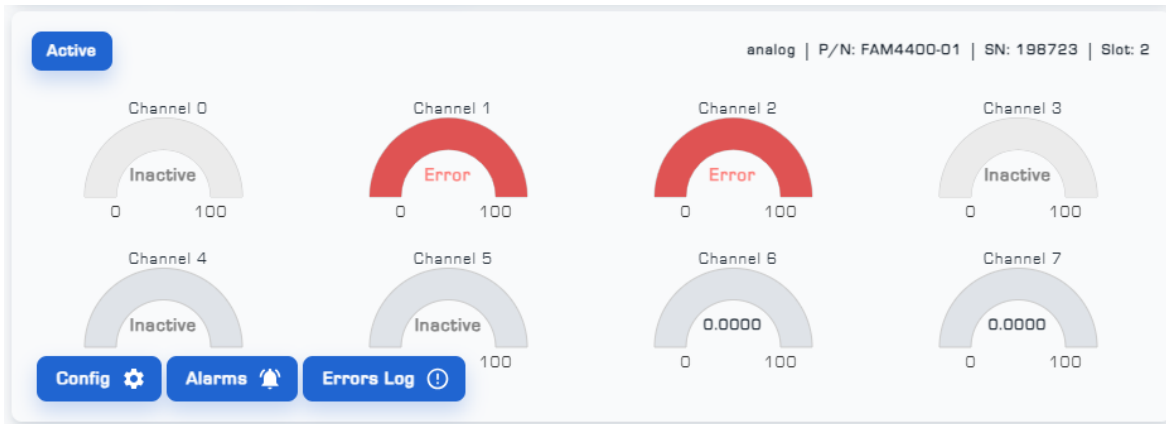 Active
analog | P/N: FAM4400-01 | SN: 198723 | Slot: 2
Channel 0 Channel 1 Channel 2 Channel 3
Inactive Error Error Inactive
0 100 0 100 0 100 0 100
Channel 4 Channel 5 Channel 6 Channel 7
Inactive Inactive 0.0000 0.0000
100 0 100 0 100
Config Alarms Errors Log